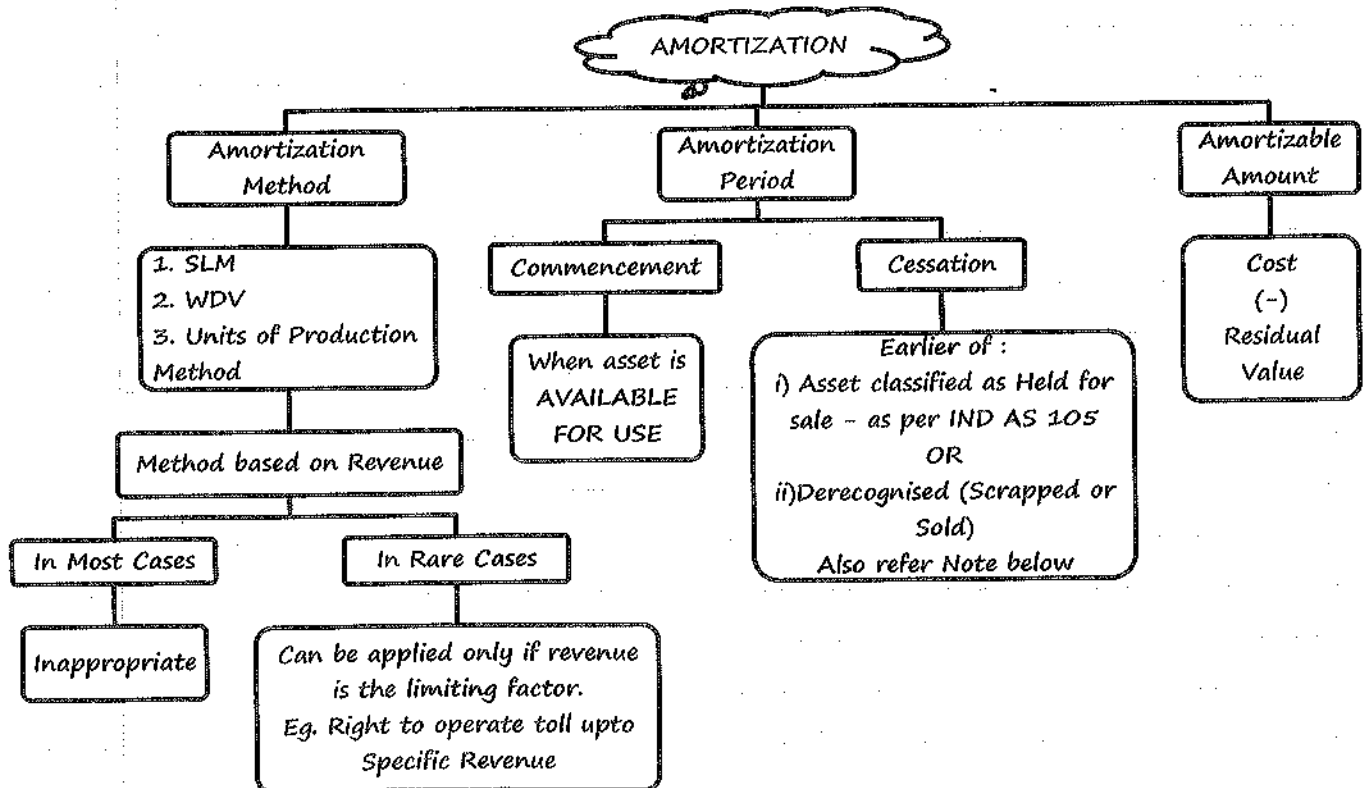 AMORTIZATION
Amortization
Method
Amortization
Period
Amortizable
Amount
1. SLM
2. WDV
3. Units of Production
Method
Commencement
Cessation
Cost
(-)
Residual
Value
When asset is
AVAILABLE
FOR USE
Earlier of :
i) Asset classified as Held for
sale - as per IND AS 105
OR
ii)Derecognised (Scrapped or
Sold)
Also refer Note below
Method based on Revenue
In Most Cases
In Rare Cases
Inappropriate
Can be applied only if revenue
is the limiting factor.
Eg. Right to operate toll upto
Specific Revenue